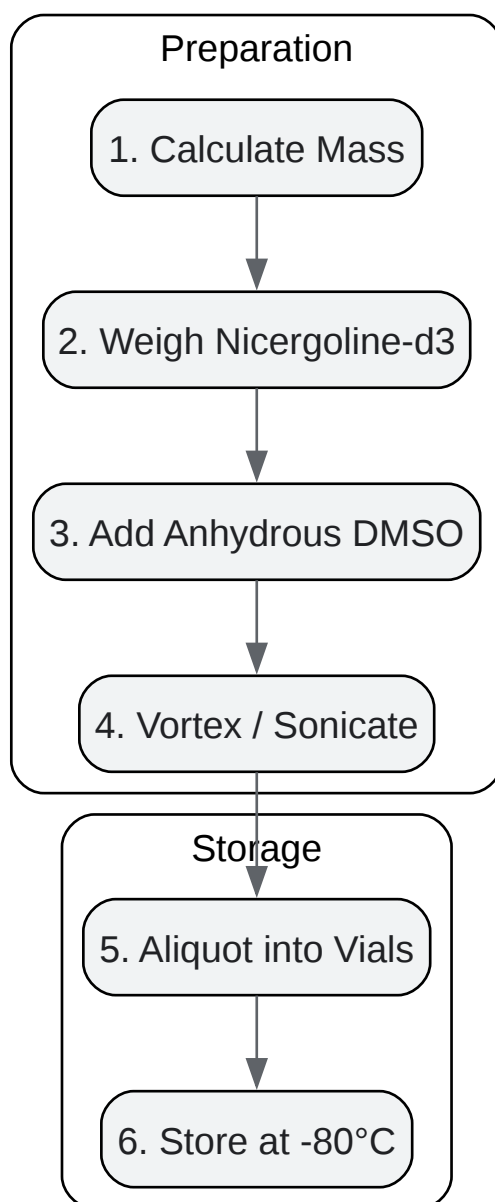 Preparation
1. Calculate Mass
2. Weigh Nicergoline-d3
3. Add Anhydrous DMSO
4. Vortex / Sonicate
Storage
5. Aliquot into Vials
6. Store at -80°C